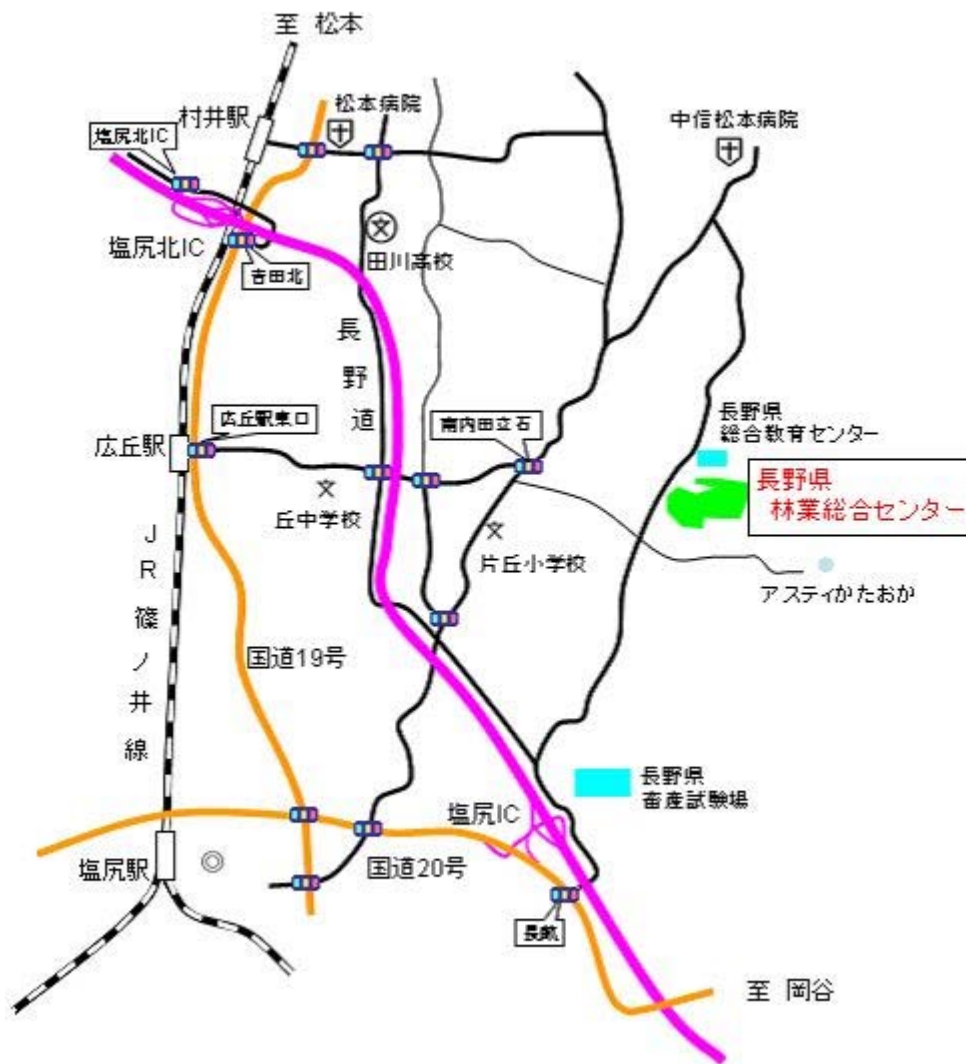 至 松本
村井駅
松本病院
塩尻北IC
中信松本病院
塩尻北IC
吉田北
田川高校
長野道
広丘駅
広丘駅東口
南内田立石
長野県
総合教育センター
長野県
林業総合センター
丘中学校
片丘小学校
アスティかたおか
JR篠ノ井線
国道19号
長野県
畜産試験場
塩尻IC
塩尻駅
国道20号
長畝
至 岡谷